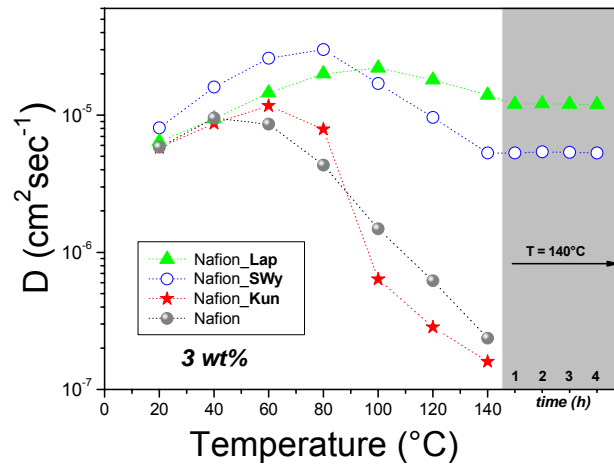 10⁻⁵
10⁻⁶
10⁻⁷
D (cm²sec⁻¹)
Nafion_Lap
Nafion_SWy
Nafion_Kun
Nafion
3 wt%
T = 140°C
1 2 3 4
time (h)
0 20 40 60 80 100 120 140
Temperature (°C)